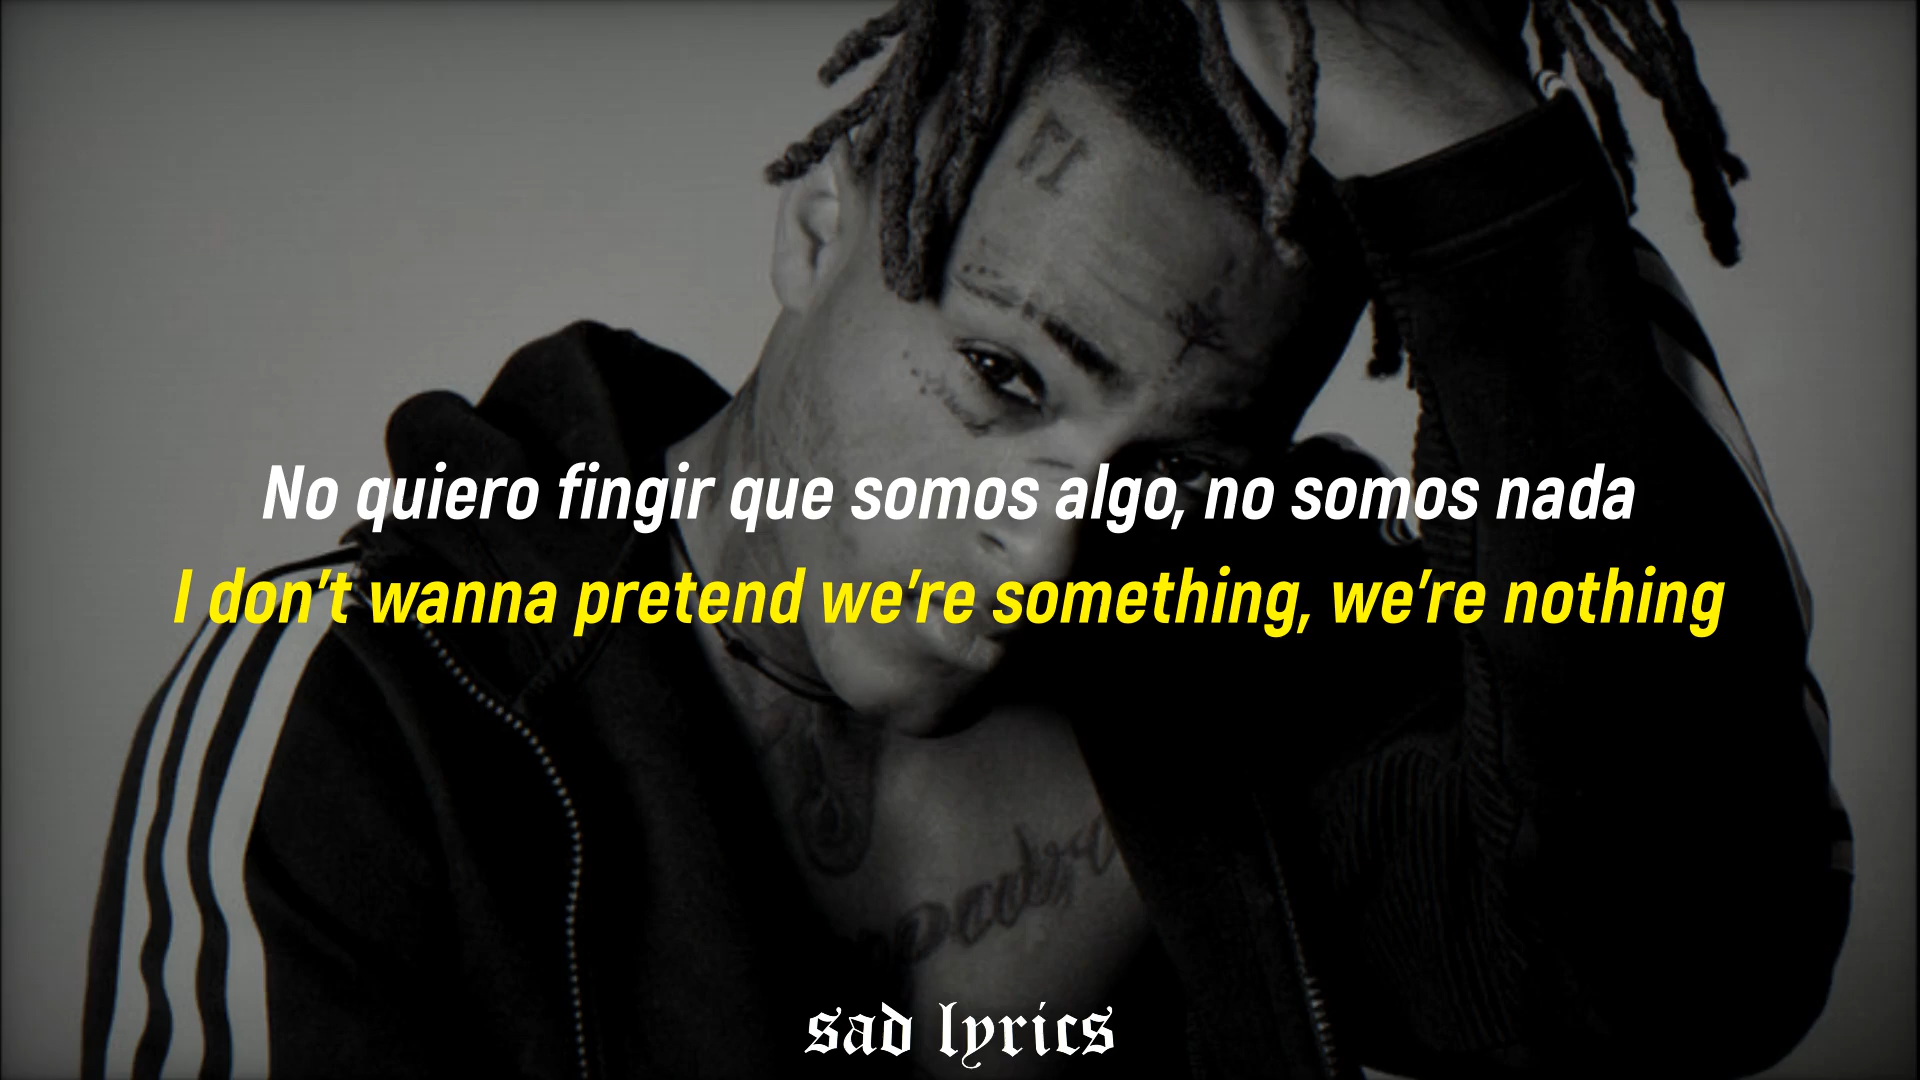 No quiero fingir que somos algo, no somos nada
I don't wanna pretend we're something, we're nothing
sad lyrics